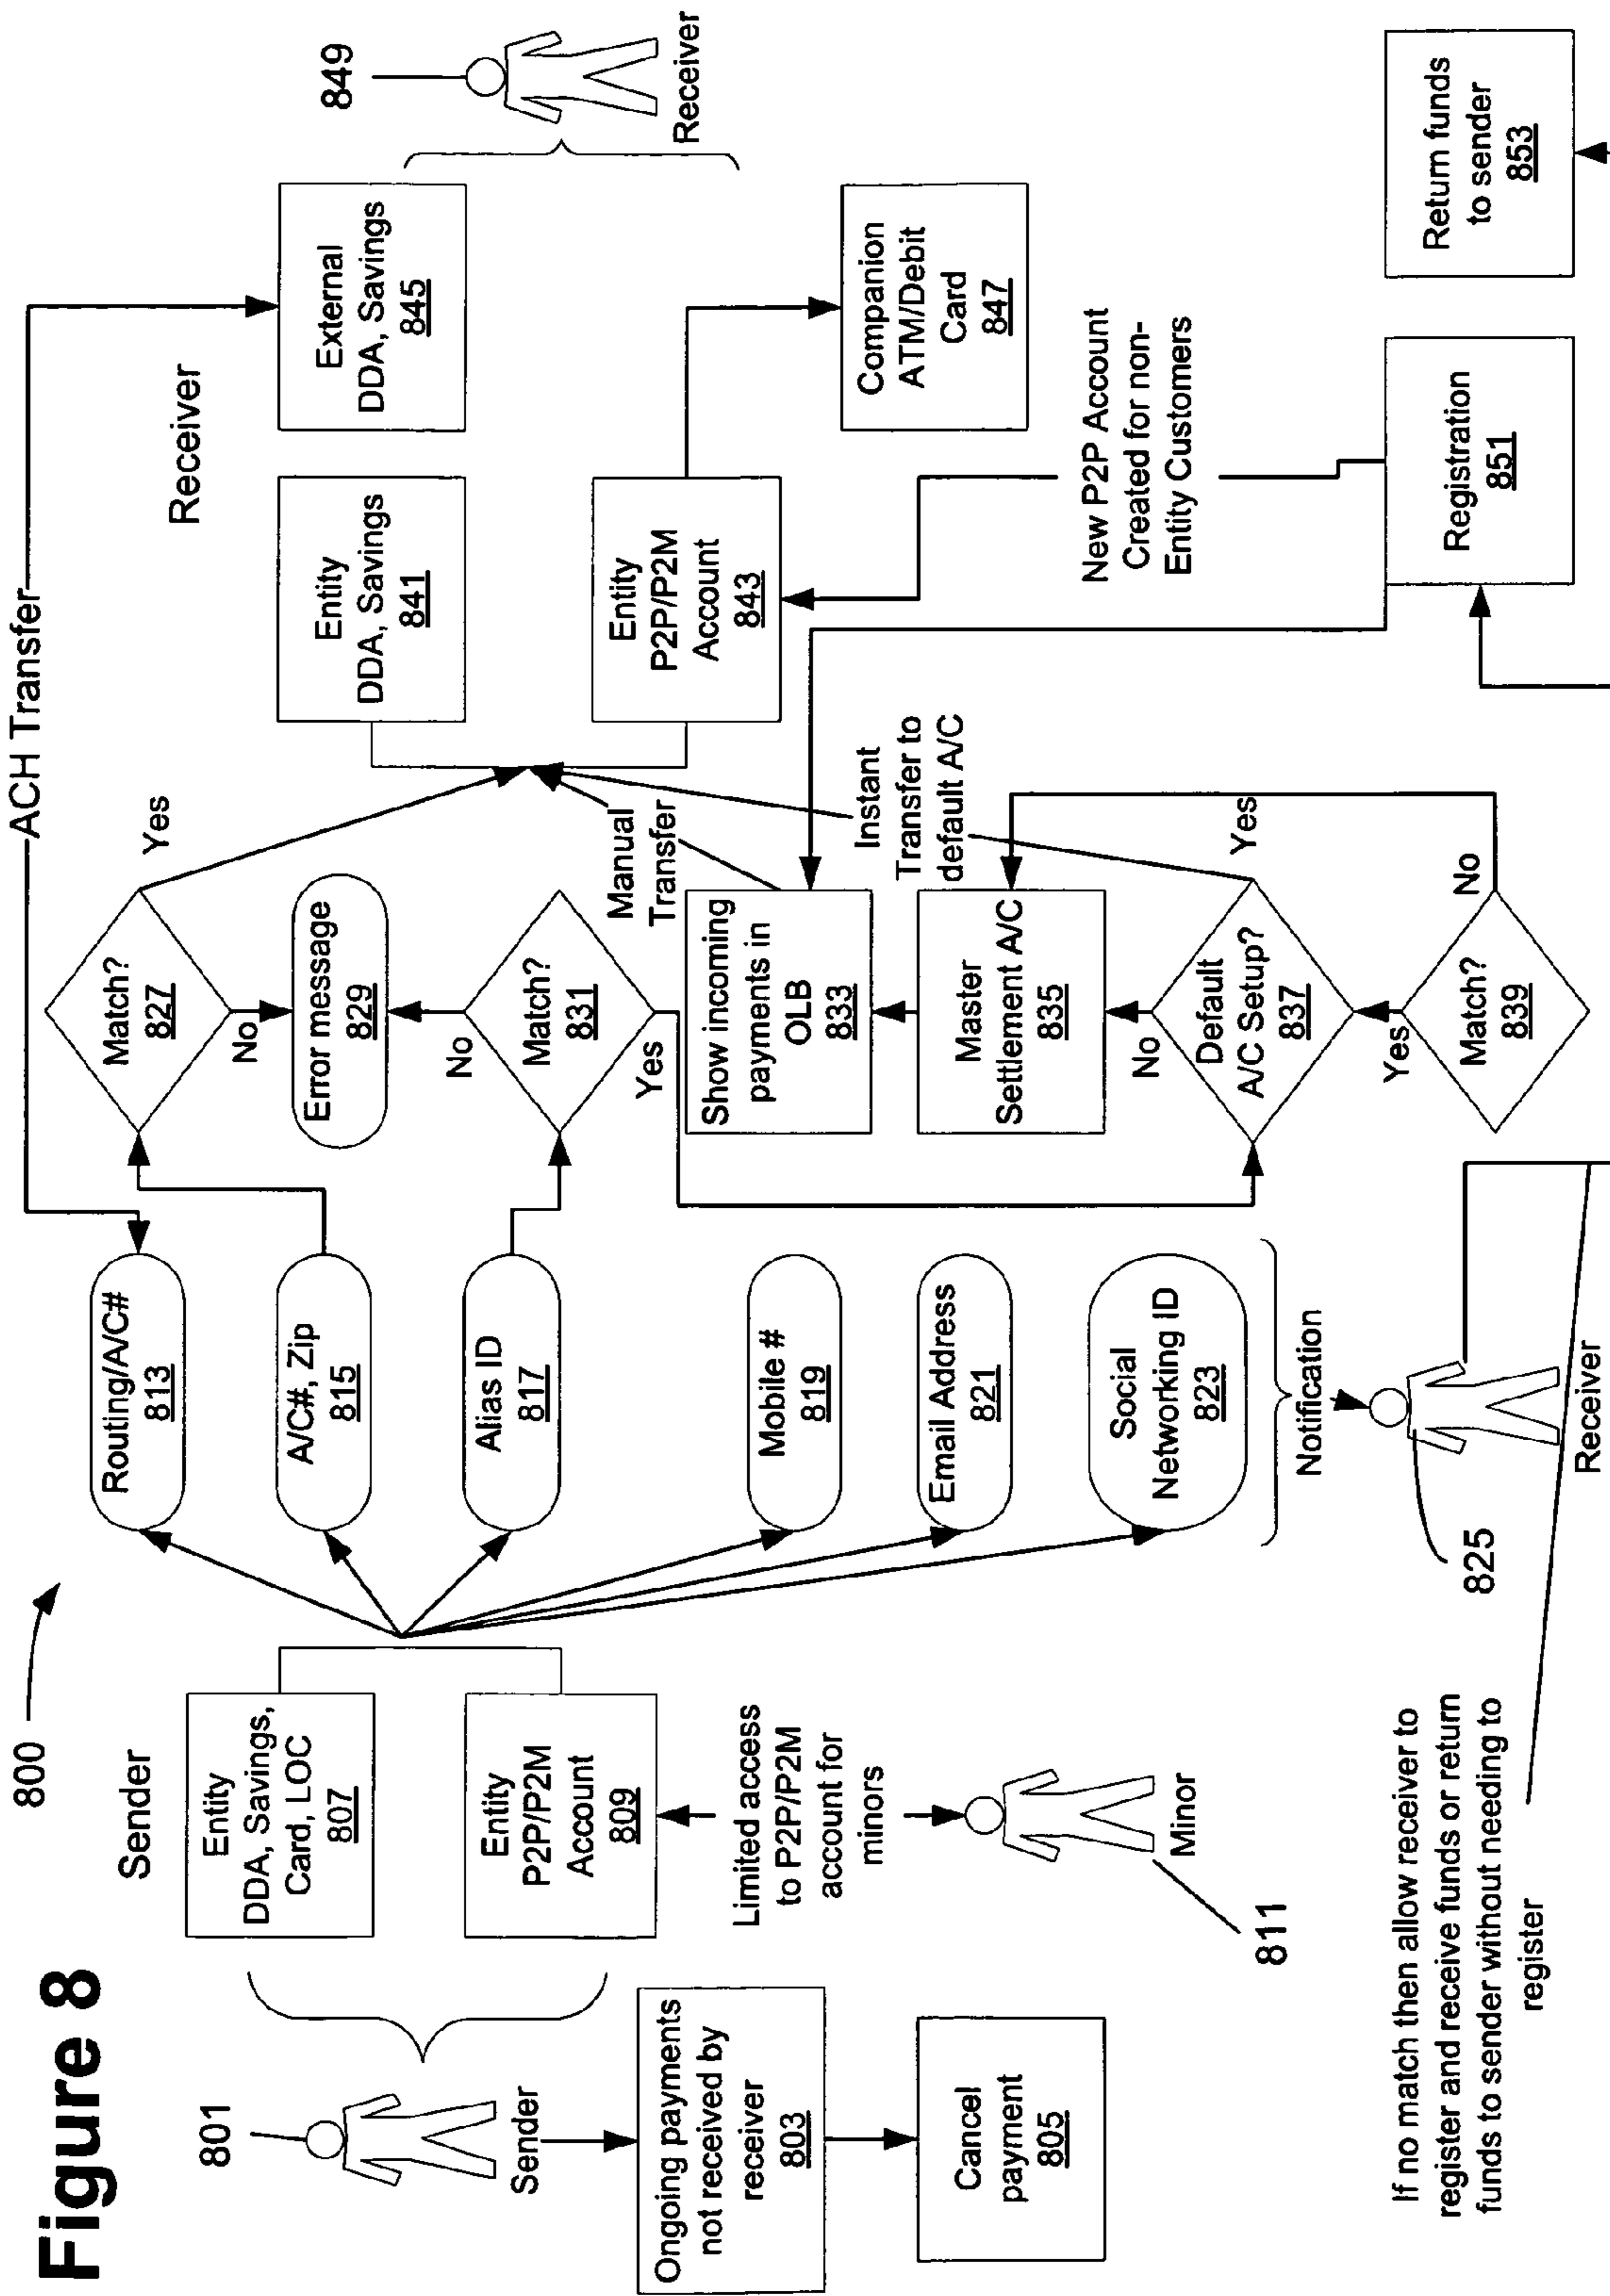 Figure 8
800
Sender
801
Sender
Ongoing payments
not received by
receiver
803
Cancel
payment
805
Entity
DDA, Savings,
Card, LOC
807
Entity
P2P/P2M
Account
809
Limited access
to P2P/P2M
account for
minors
Minor
811
If no match then allow receiver to
register and receive funds or return
funds to sender without needing to
register
Routing/A/C#
813
A/C#, Zip
815
Alias ID
817
Mobile #
819
Email Address
821
Social
Networking ID
823
Notification
825
Receiver
ACH Transfer
Match?
827
Yes
No
Error message
829
No
Match?
831
Yes
Manual
Transfer
Show incoming
payments in
OLB
833
Instant
Transfer to
default A/C
Master
Settlement A/C
835
No
Yes
Default
A/C Setup?
837
Yes
No
Match?
839
Receiver
Entity
DDA, Savings
841
External
DDA, Savings
845
Entity
P2P/P2M
Account
843
Companion
ATM/Debit
Card
847
849
Receiver
New P2P Account
Created for non-
Entity Customers
Registration
851
Return funds
to sender
853